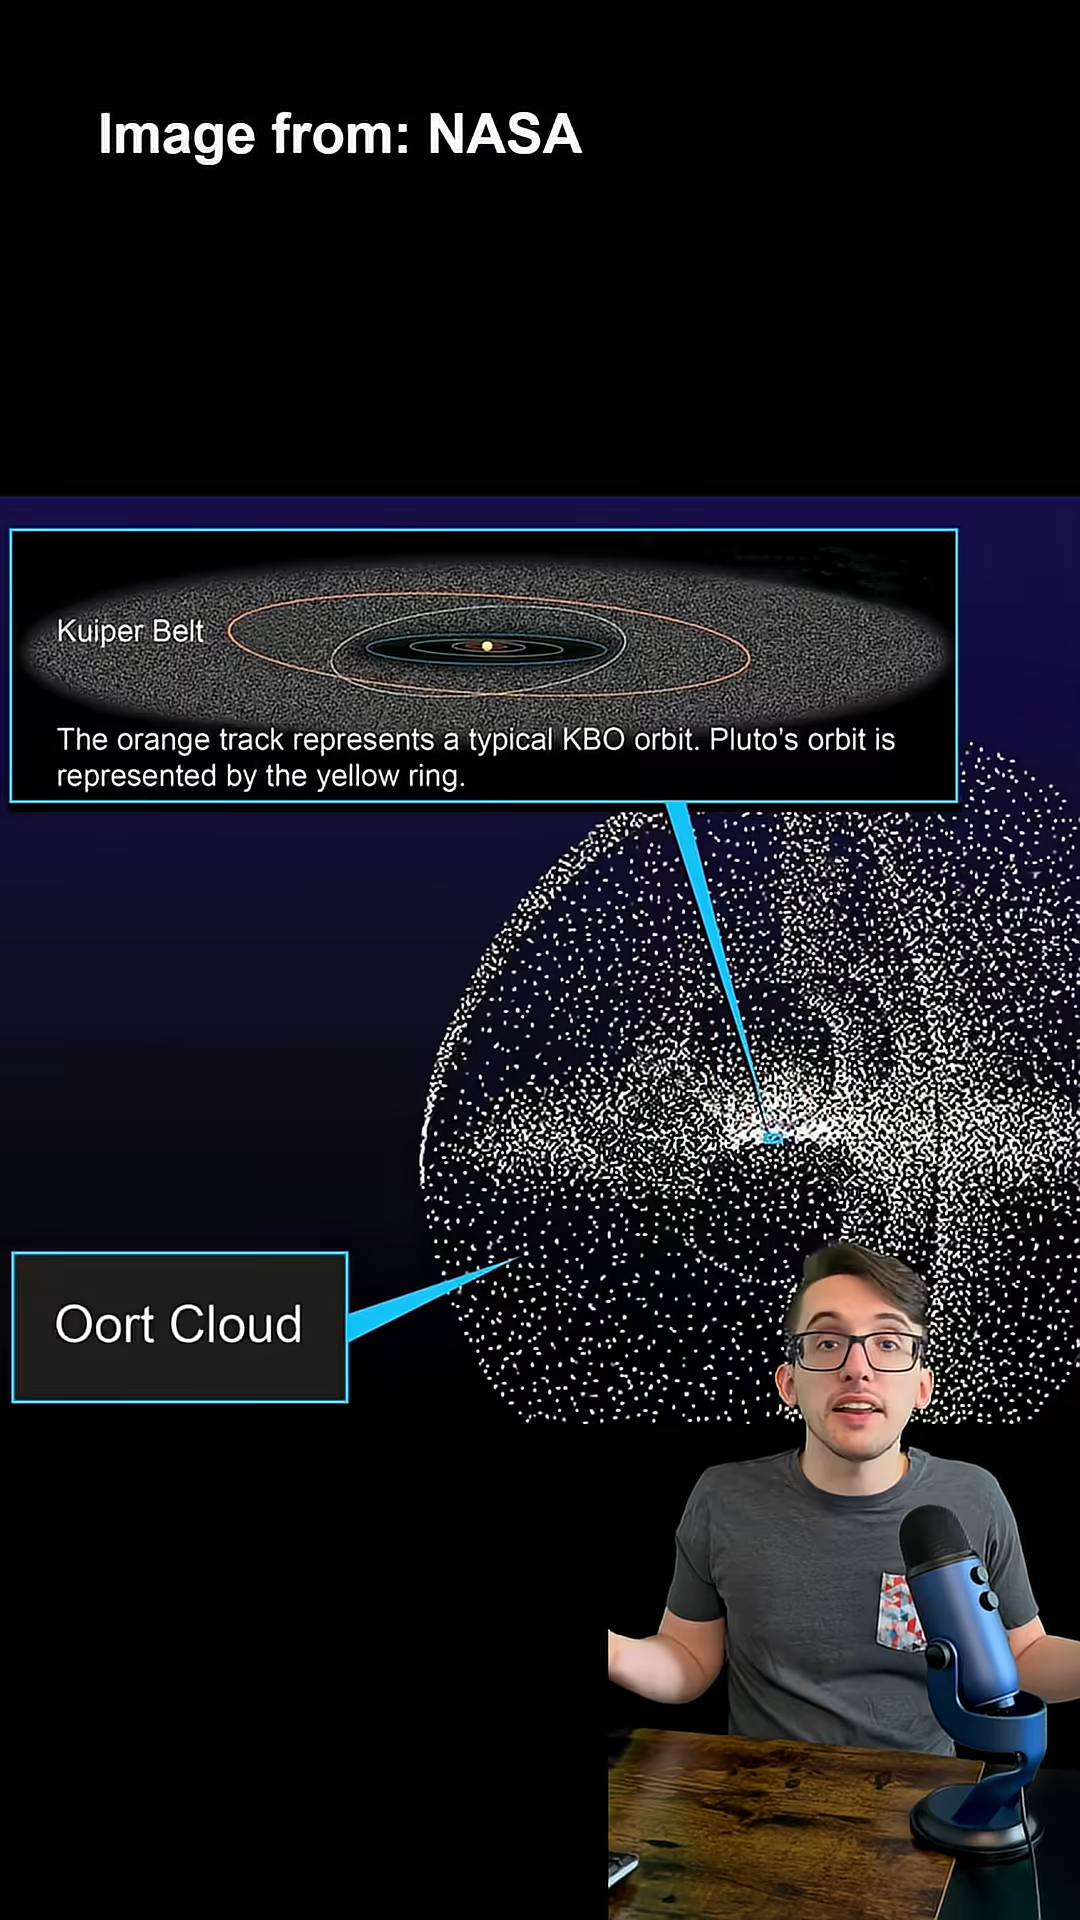 Image from: NASA
Kuiper Belt
The orange track represents a typical KBO orbit. Pluto’s orbit is
represented by the yellow ring.
Oort Cloud